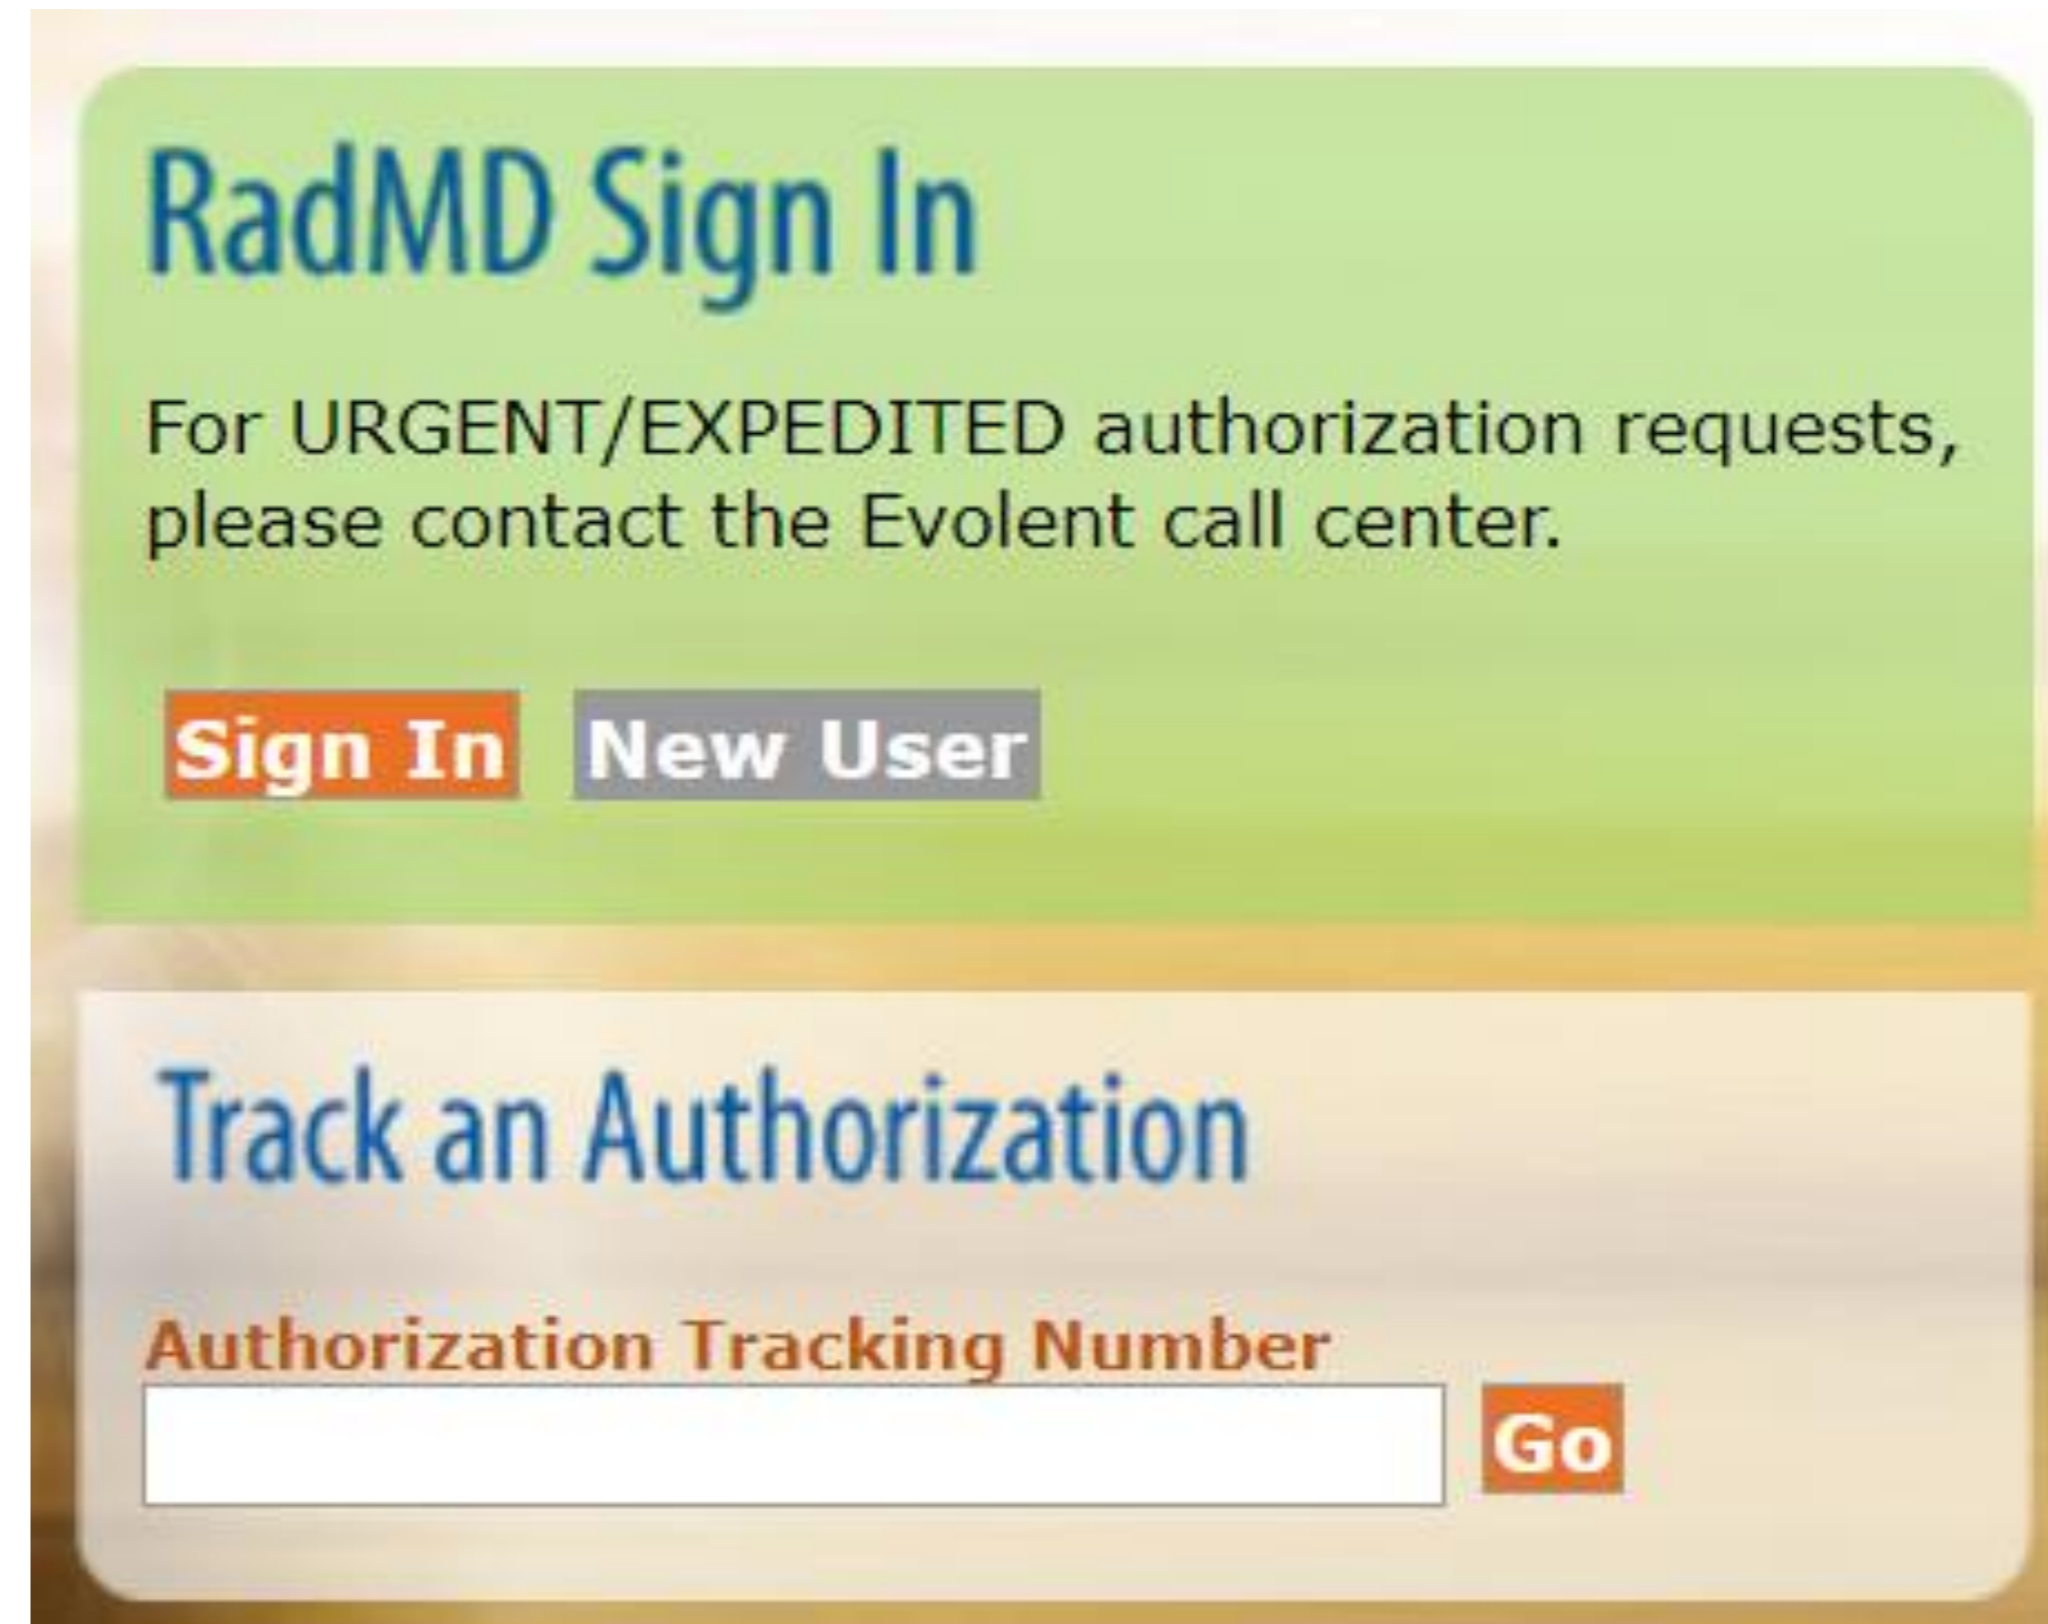 RadMD Sign In
For URGENT/EXPEDITED authorization requests,
please contact the Evolent call center.
Sign In New User
Track an Authorization
Authorization Tracking Number
Go